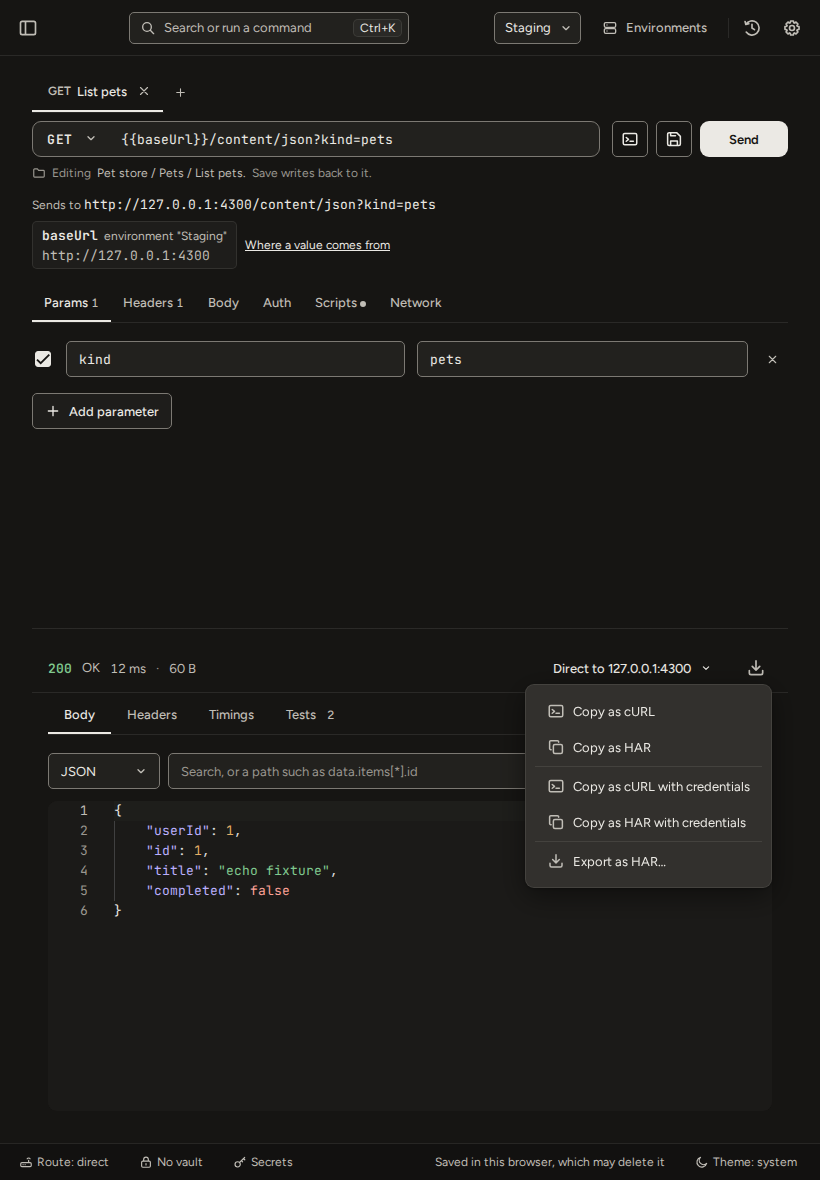 Search or run a command Ctrl+K Staging Environments
GET List pets
GET {{baseUrl}}/content/json?kind=pets Send
Editing Pet store / Pets / List pets. Save writes back to it.
Sends to http://127.0.0.1:4300/content/json?kind=pets
baseUrl environment "Staging"
http://127.0.0.1:4300
Where a value comes from
Params 1 Headers 1 Body Auth Scripts Network
kind pets
Add parameter
200 OK 12 ms · 60 B Direct to 127.0.0.1:4300
Body Headers Timings Tests 2
JSON Search, or a path such as data.items[*].id
Copy as cURL
Copy as HAR
Copy as cURL with credentials
Copy as HAR with credentials
Export as HAR...
1 {
2 "userId": 1,
3 "id": 1,
4 "title": "echo fixture",
5 "completed": false
6 }
Route: direct No vault Secrets Saved in this browser, which may delete it Theme: system